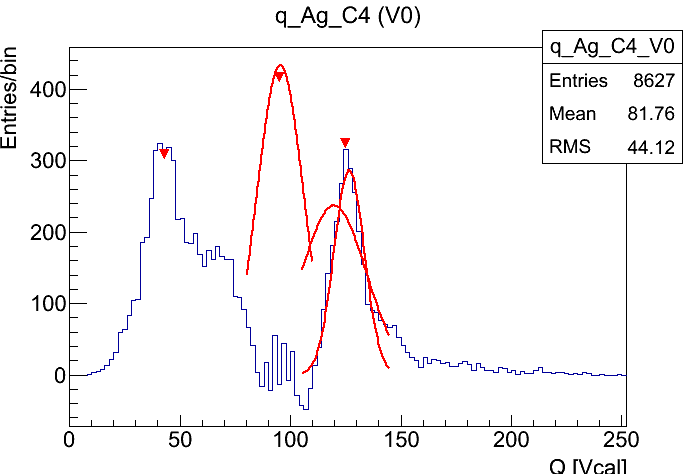 q_Ag_C4 (V0)
q_Ag_C4_V0
Entries 8627
Mean 81.76
RMS 44.12
Entries/bin
400
300
200
100
0
0 50 100 150 200 250
Q [Vcal]